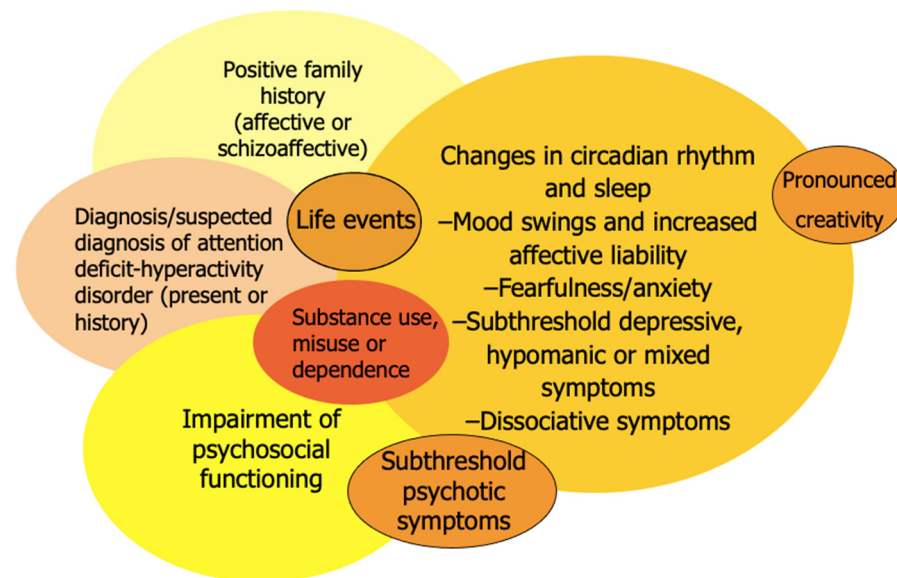 Positive family
history
(affective or
schizoaffective)
Diagnosis/suspected
diagnosis of attention
deficit-hyperactivity
disorder (present or
history)
Life events
Substance use,
misuse or
dependence
Impairment of
psychosocial
functioning
Subthreshold
psychotic
symptoms
Changes in circadian rhythm
and sleep
–Mood swings and increased
affective liability
–Fearfulness/anxiety
–Subthreshold depressive,
hypomanic or mixed
symptoms
–Dissociative symptoms
Pronounced
creativity